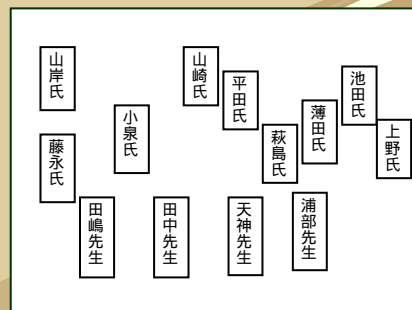 山岸氏
山崎氏
平田氏
池田氏
小泉氏
薄田氏
上野氏
藤永氏
萩島氏
田嶋先生
田中先生
天神先生
浦部先生